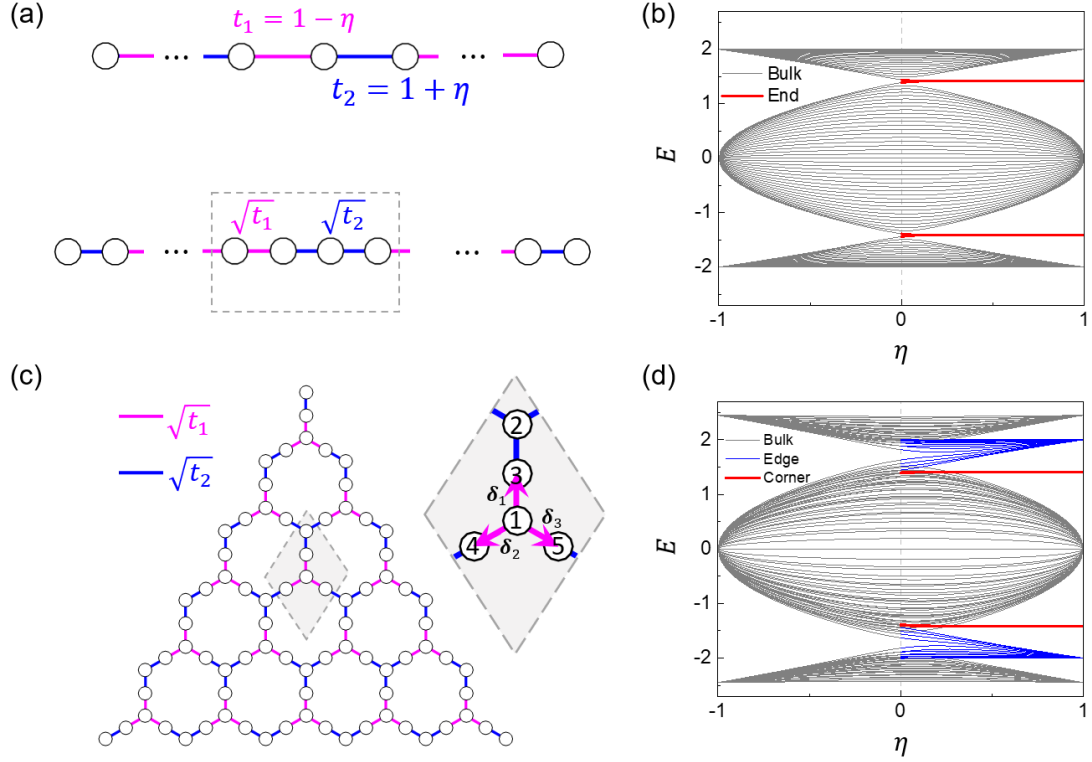 (a)
t₁ = 1 − η
...
...
t₂ = 1 + η
√t₁
√t₂
...
...
(b)
2
1
0
-1
-2
E
Bulk
End
-1
0
1
η
(c)
√t₁
√t₂
2
3
δ₁
1
δ₃
4
δ₂
5
(d)
2
1
0
-1
-2
E
Bulk
Edge
Corner
-1
0
1
η